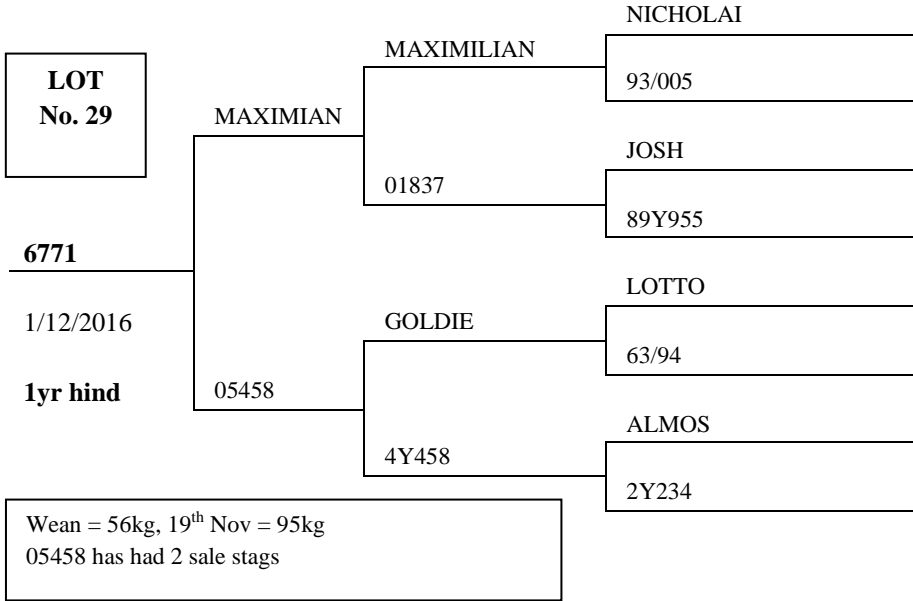 NICHOLAI
MAXIMILIAN
LOT
No. 29
93/005
MAXIMIAN
JOSH
01837
89Y955
6771
LOTTO
1/12/2016
GOLDIE
63/94
1yr hind
05458
ALMOS
4Y458
2Y234
Wean = 56kg, 19th Nov = 95kg
05458 has had 2 sale stags